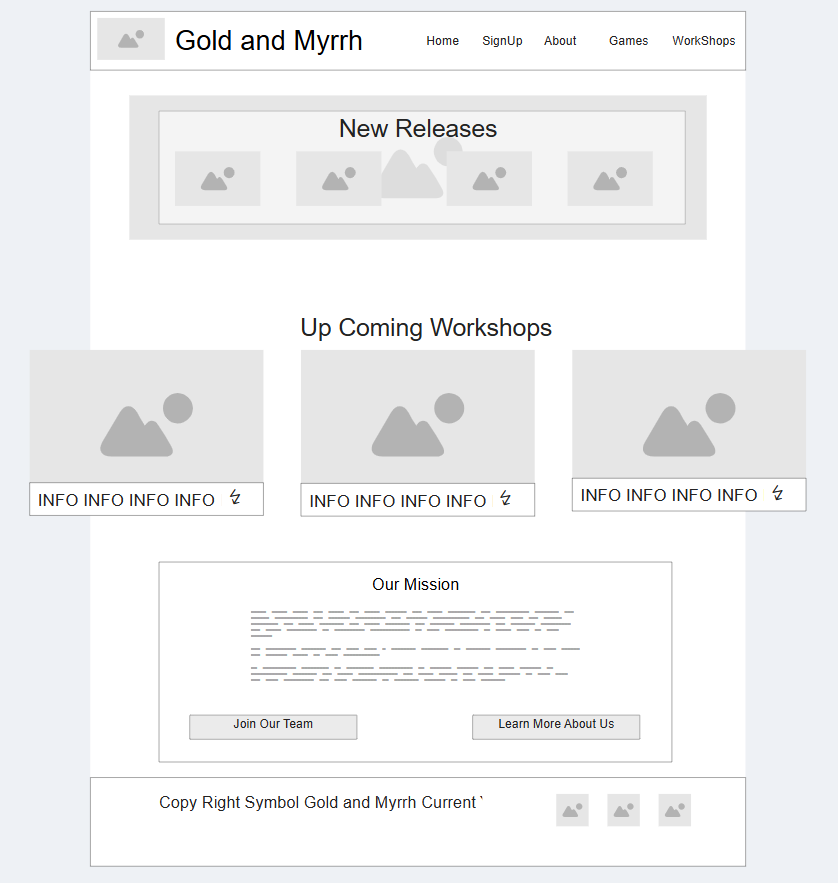 Gold and Myrrh
Home SignUp About Games WorkShops
New Releases
Up Coming Workshops
INFO INFO INFO INFO
INFO INFO INFO INFO
INFO INFO INFO INFO
Our Mission
Join Our Team
Learn More About Us
Copy Right Symbol Gold and Myrrh Current